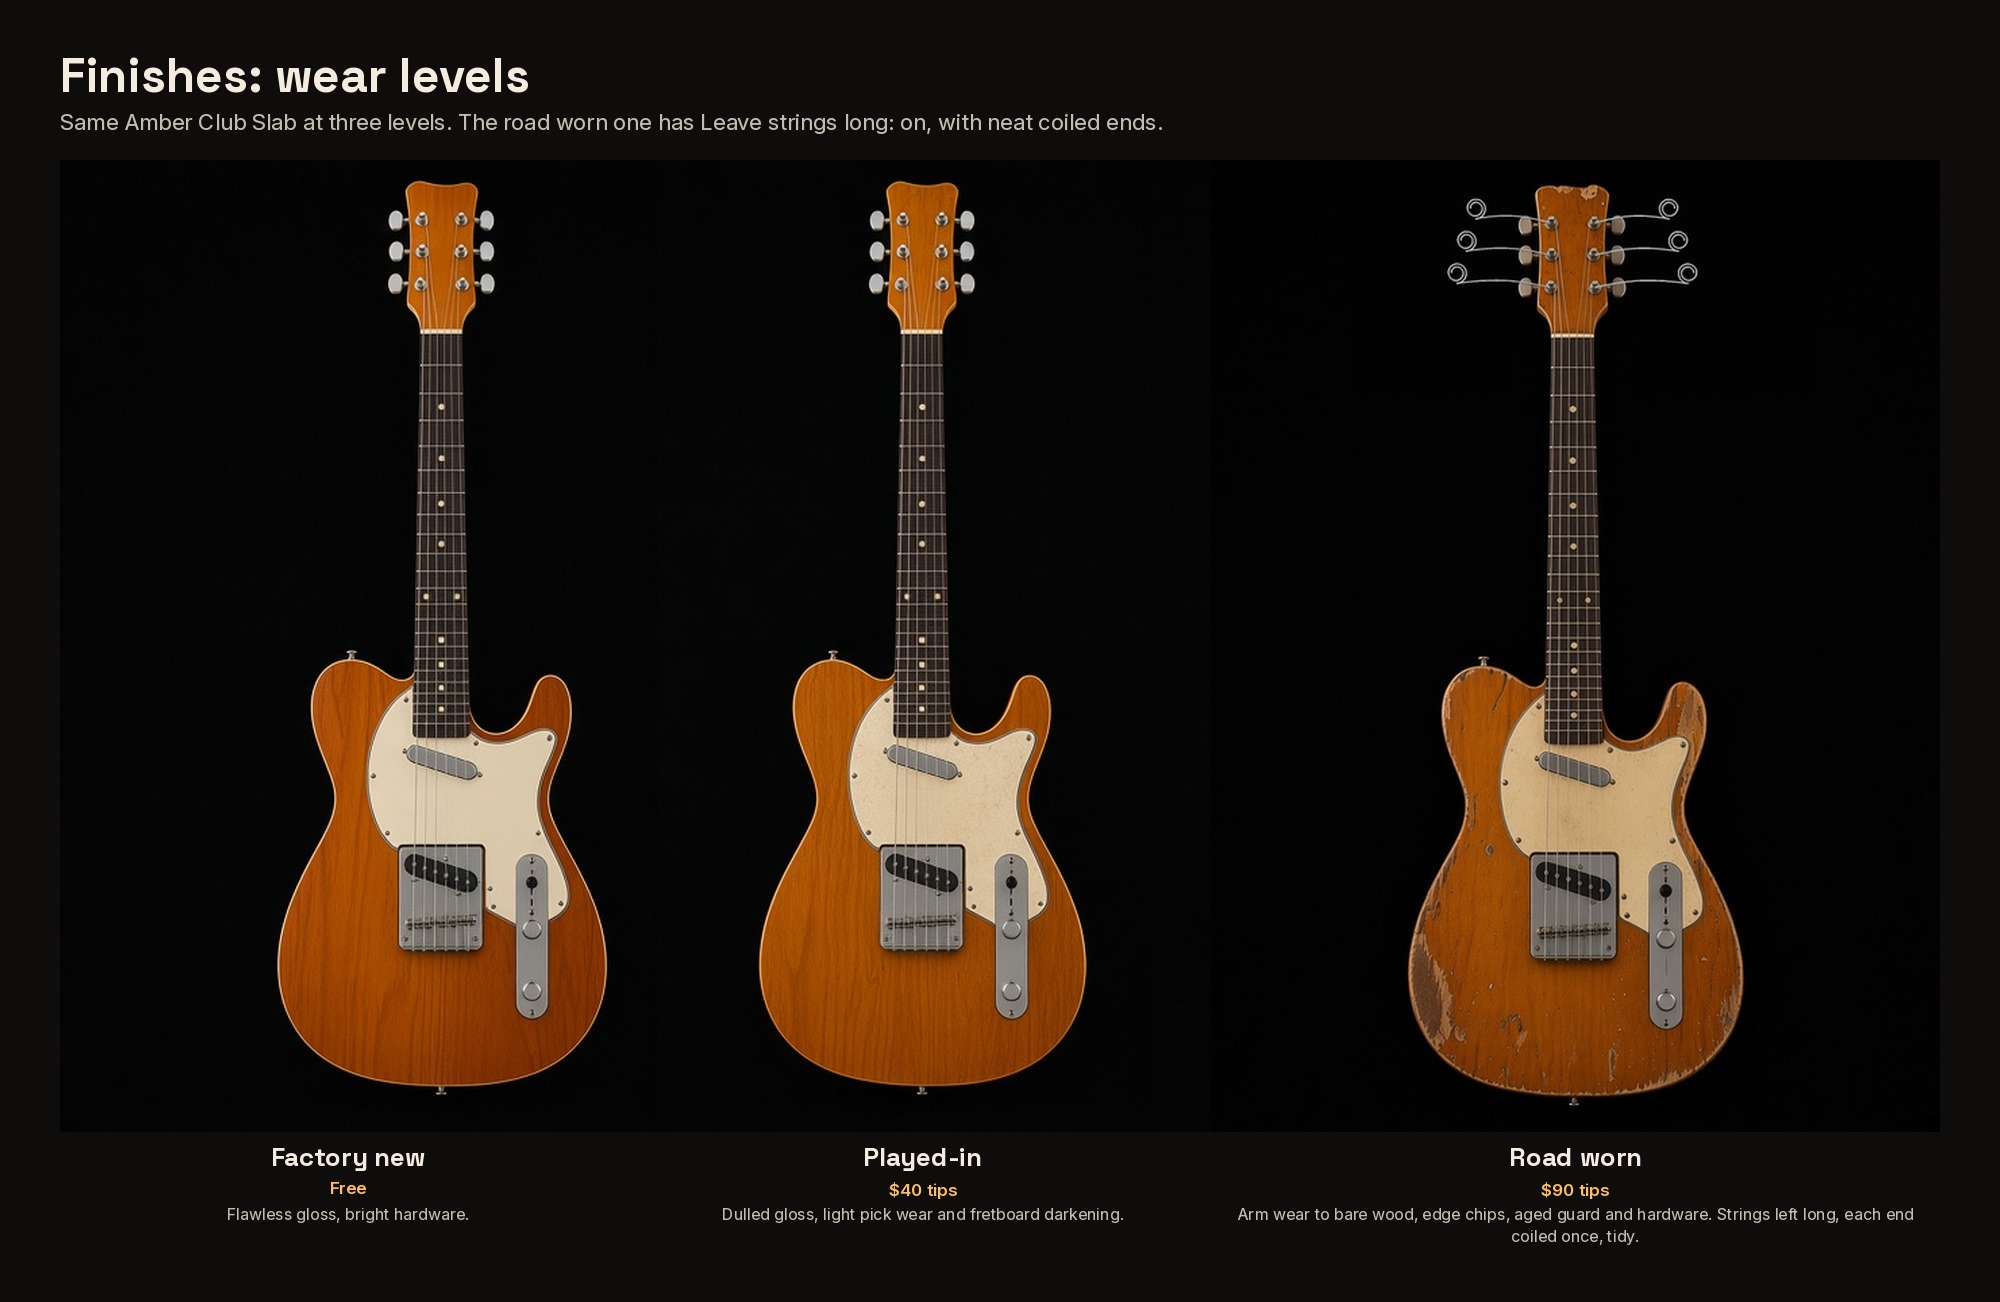 Finishes: wear levels
Same Amber Club Slab at three levels. The road worn one has Leave strings long: on, with neat coiled ends.
Factory new
Free
Flawless gloss, bright hardware.
Played-in
$40 tips
Dulled gloss, light pick wear and fretboard darkening.
Road worn
$90 tips
Arm wear to bare wood, edge chips, aged guard and hardware. Strings left long, each end
coiled once, tidy.